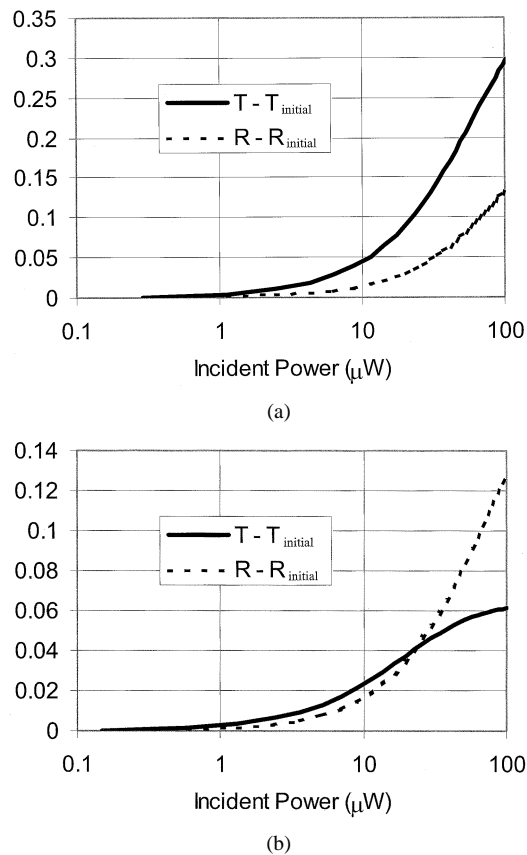 0.35
0.3
0.25
0.2
0.15
0.1
0.05
0
T - Tinitial
R - Rinitial
0.1 1 10 100
Incident Power (μW)
(a)
0.14
0.12
0.1
0.08
0.06
0.04
0.02
0
T - Tinitial
R - Rinitial
0.1 1 10 100
Incident Power (μW)
(b)